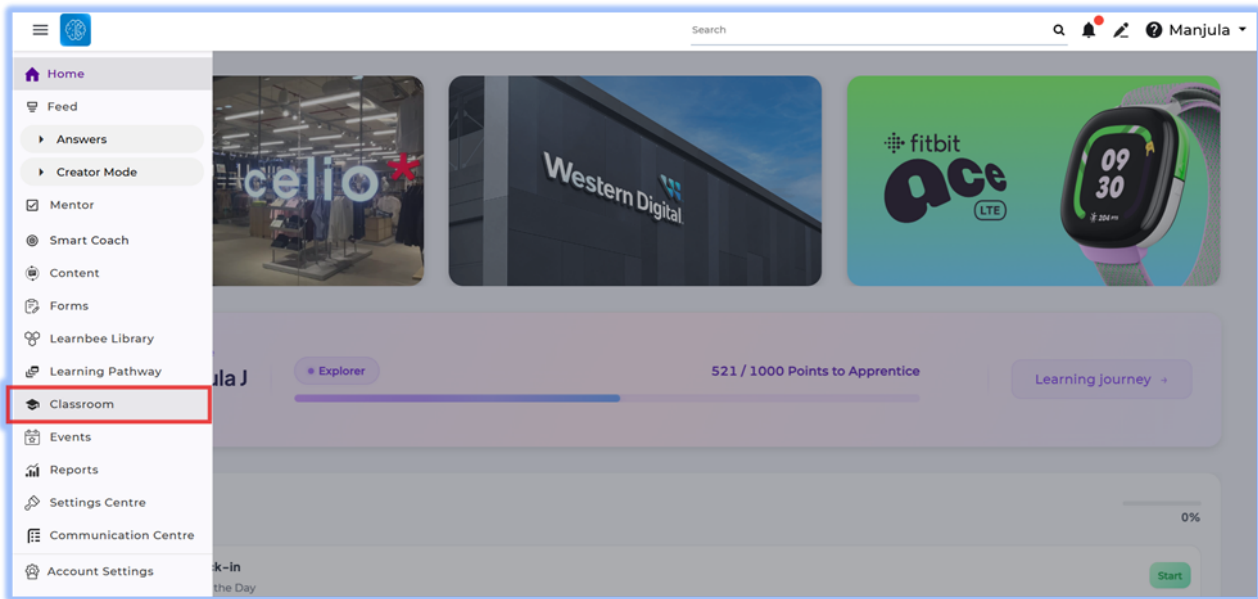 Search
Manjula
Home
Feed
Answers
Creator Mode
Mentor
Smart Coach
Content
Forms
Learnbee Library
Learning Pathway
Classroom
Events
Reports
Settings Centre
Communication Centre
Account Settings
celio*
Western Digital
fitbit
ace
LTE
09
30
ula J
Explorer
521 / 1000 Points to Apprentice
Learning journey →
0%
ck-in
the Day
Start